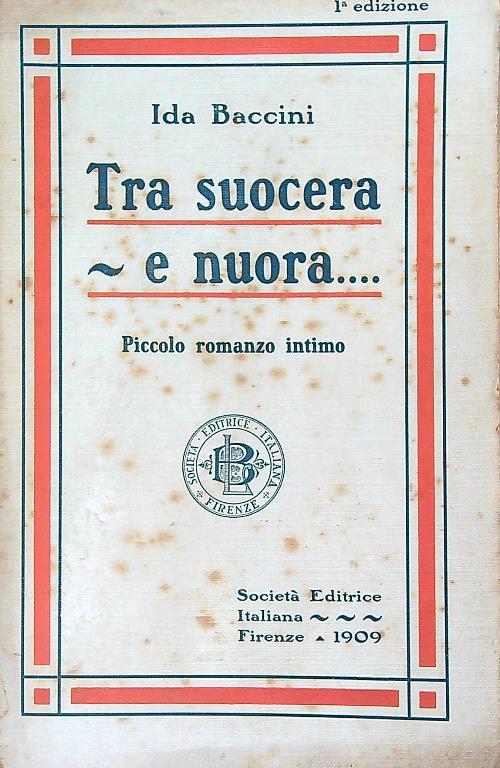 1ª edizione
Ida Baccini
Tra suocera
~ e nuora....
Piccolo romanzo intimo
SOCIETÀ · EDITRICE · ITALIANA
FIRENZE
Società Editrice
Italiana ~ ~ ~
Firenze ▲ 1909